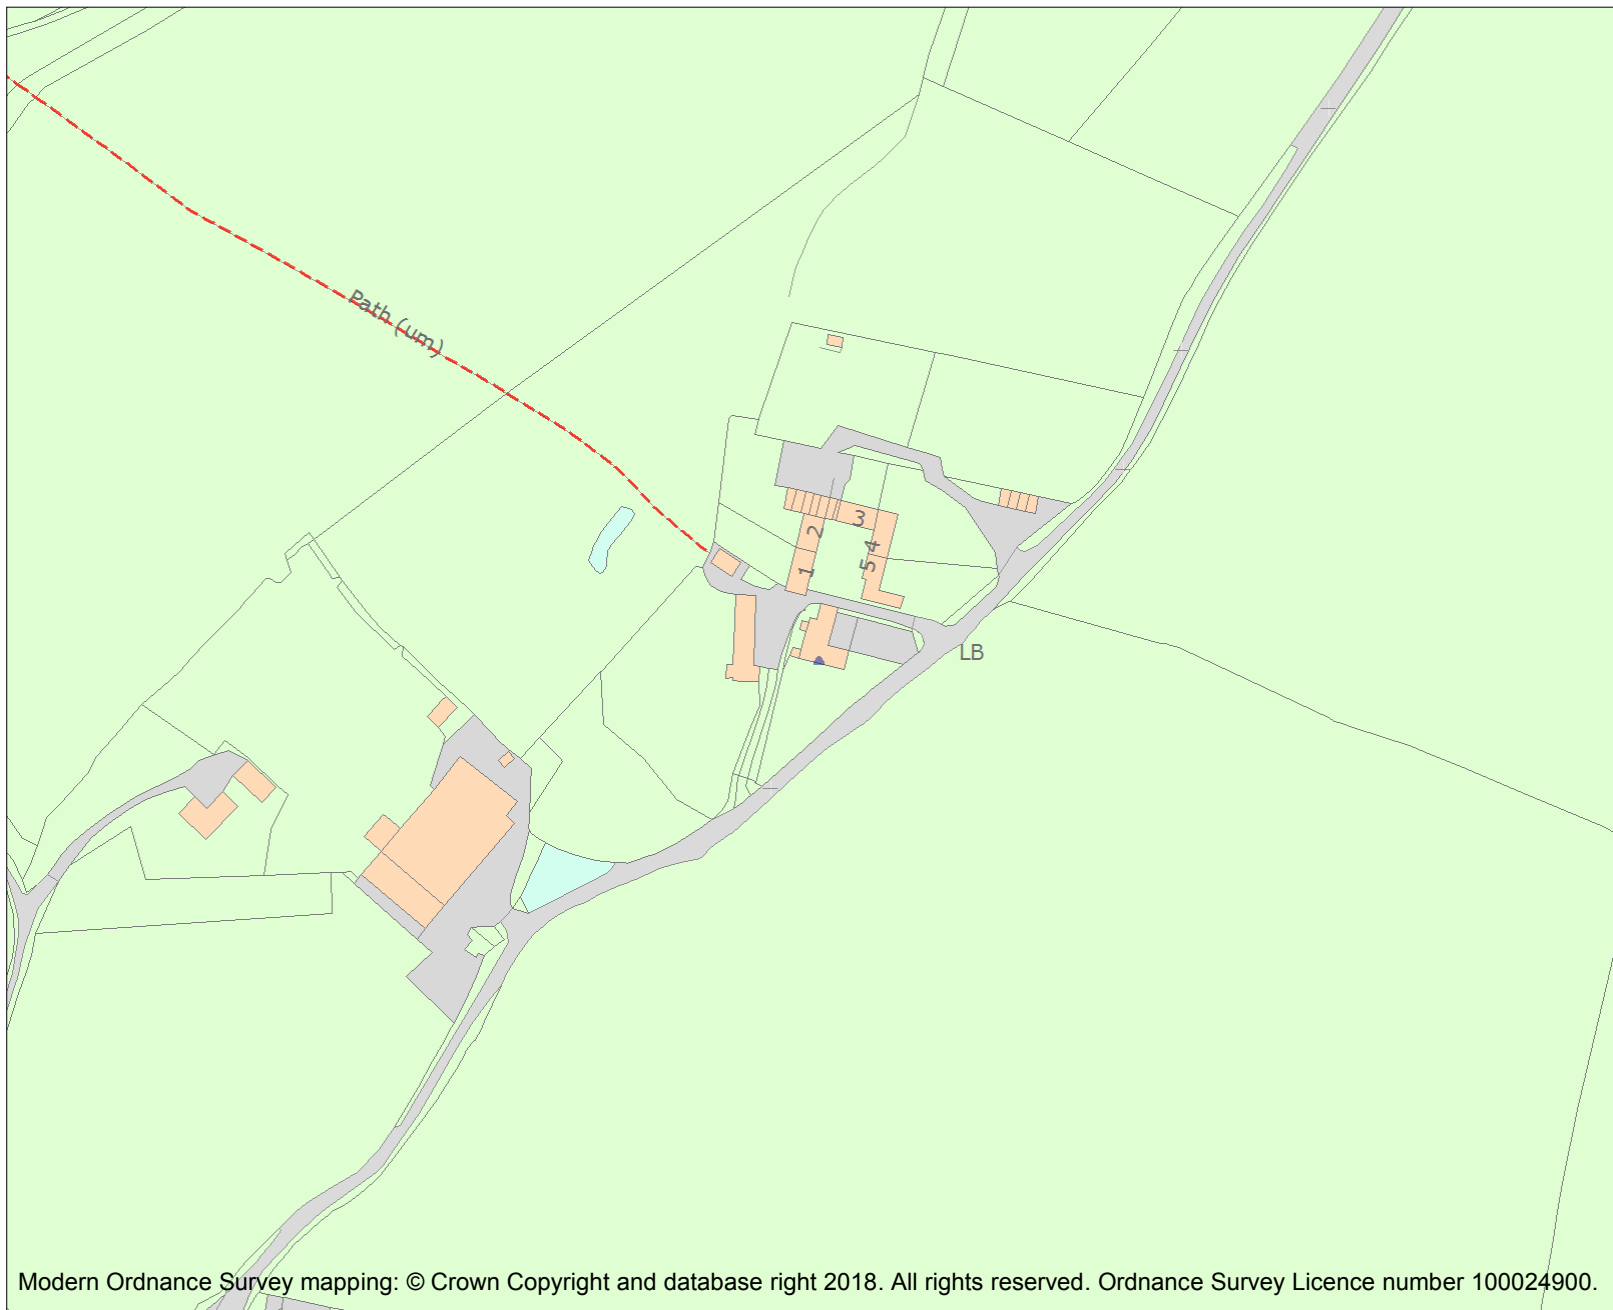 Path (um)
3
2
4
1
5
LB
Modern Ordnance Survey mapping: © Crown Copyright and database right 2018. All rights reserved. Ordnance Survey Licence number 100024900.